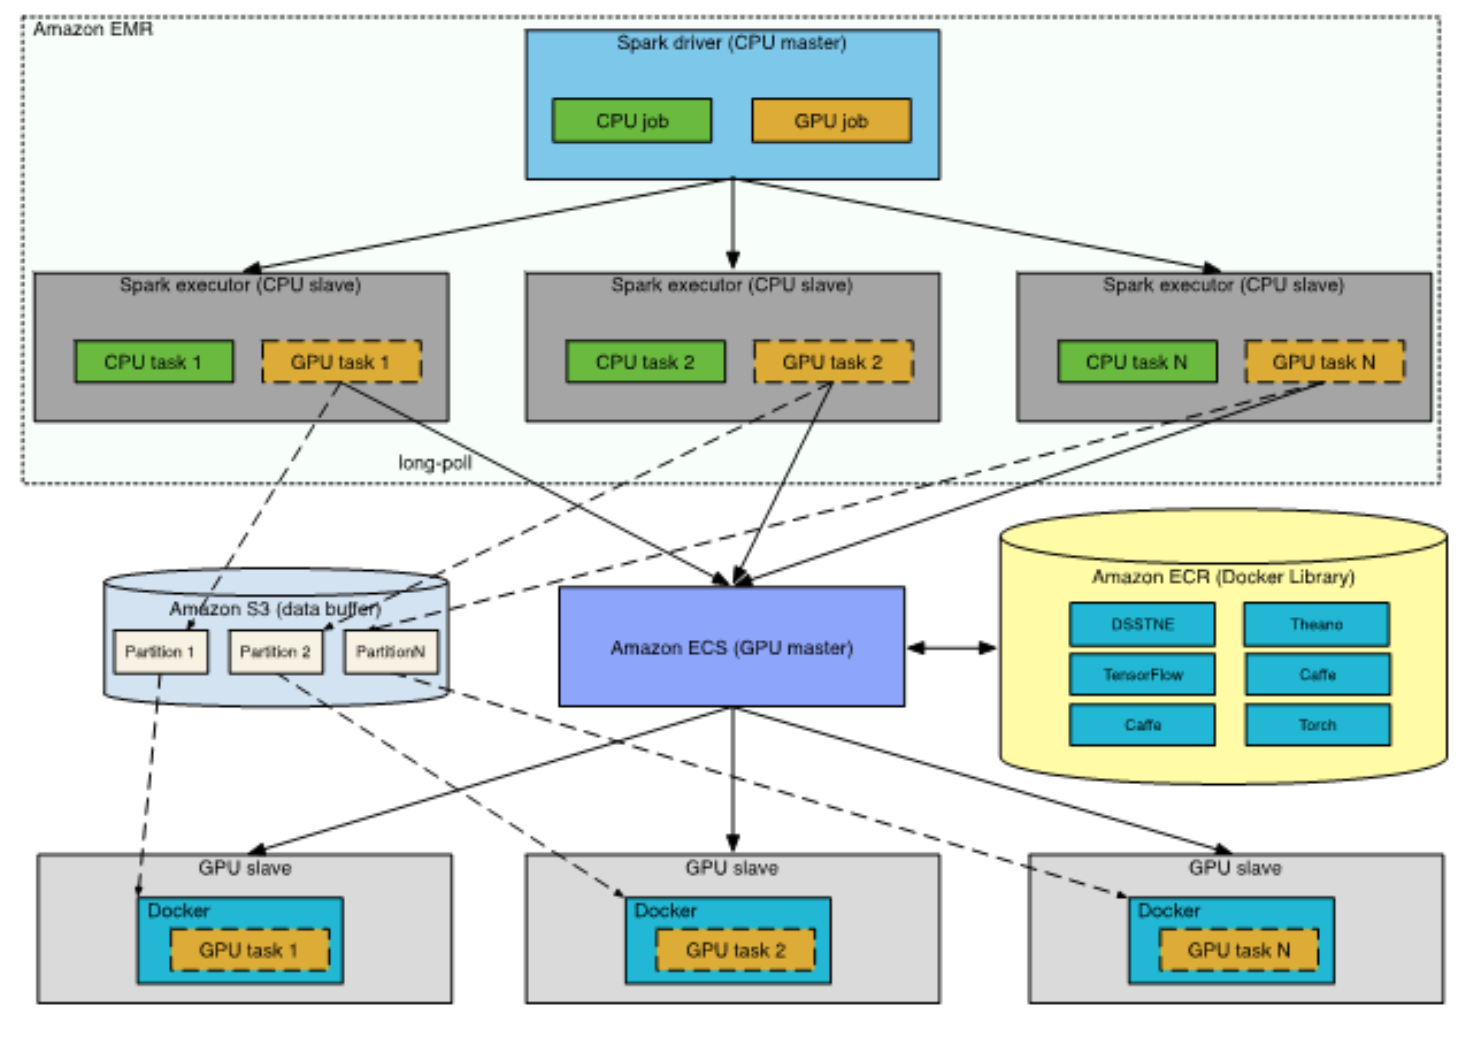 Amazon EMR
Spark driver (CPU master)
CPU job
GPU job
Spark executor (CPU slave)
Spark executor (CPU slave)
Spark executor (CPU slave)
CPU task 1
GPU task 1
CPU task 2
GPU task 2
CPU task N
GPU task N
long-poll
Amazon S3 (data buffer)
Partition 1
Partition 2
PartitionN
Amazon ECS (GPU master)
Amazon ECR (Docker Library)
DSSTNE
Theano
TensorFlow
Caffe
Caffe
Torch
GPU slave
GPU slave
GPU slave
Docker
GPU task 1
Docker
GPU task 2
Docker
GPU task N